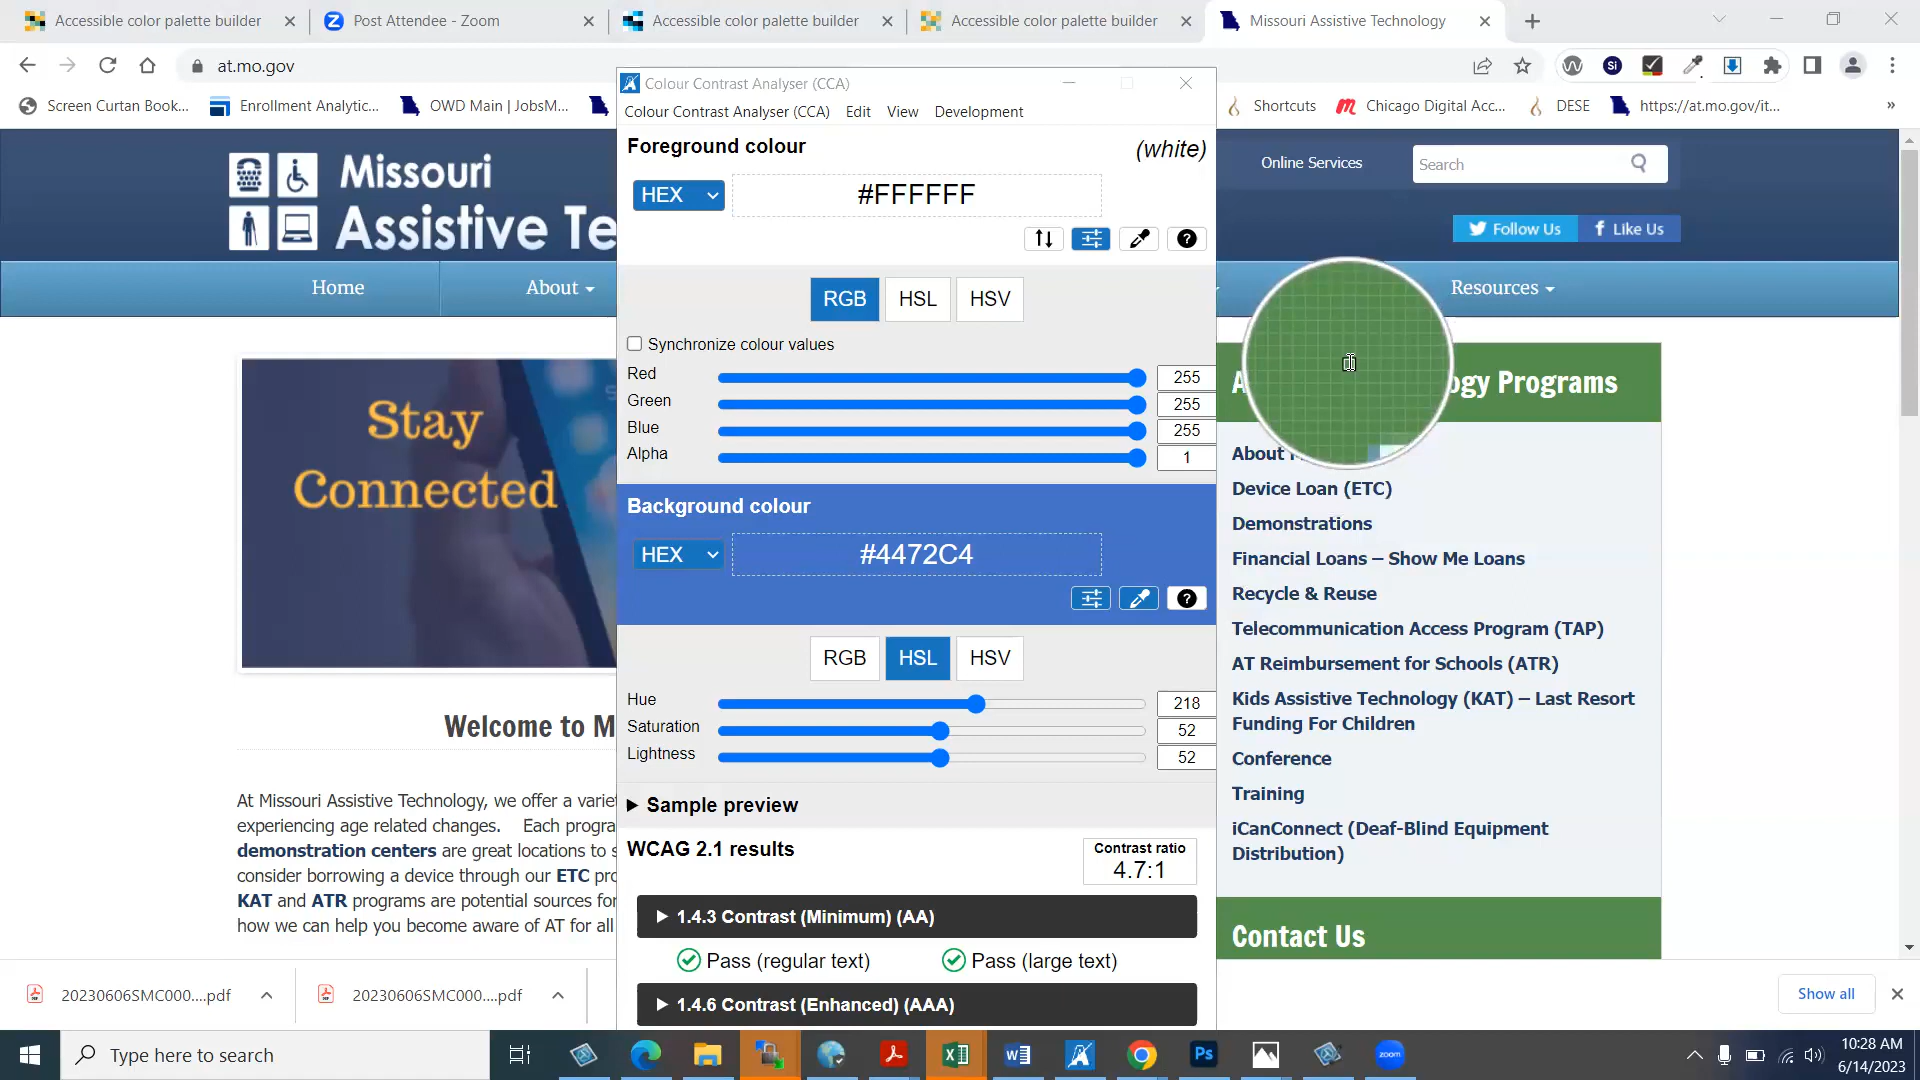 Accessible color palette builder
Post Attendee - Zoom
Accessible color palette builder
Accessible color palette builder
Missouri Assistive Technology
at.mo.gov
Screen Curtan Book...
Enrollment Analytic...
OWD Main | JobsM...
Shortcuts
Chicago Digital Acc...
DESE
https://at.mo.gov/it...
»
Missouri
Assistive Te
Online Services
Search
Follow Us
Like Us
Home
About
Resources
Stay
Connected
Welcome to M
At Missouri Assistive Technology, we offer a varie
experiencing age related changes. Each progra
demonstration centers are great locations to s
consider borrowing a device through our ETC pro
KAT and ATR programs are potential sources for
how we can help you become aware of AT for all
Colour Contrast Analyser (CCA)
Colour Contrast Analyser (CCA) Edit View Development
Foreground colour
(white)
HEX
#FFFFFF
RGB
HSL
HSV
Synchronize colour values
Red
255
Green
255
Blue
255
Alpha
1
Background colour
HEX
#4472C4
RGB
HSL
HSV
Hue
218
Saturation
52
Lightness
52
Sample preview
WCAG 2.1 results
Contrast ratio
4.7:1
1.4.3 Contrast (Minimum) (AA)
Pass (regular text)
Pass (large text)
1.4.6 Contrast (Enhanced) (AAA)
A
ogy Programs
About
Device Loan (ETC)
Demonstrations
Financial Loans – Show Me Loans
Recycle & Reuse
Telecommunication Access Program (TAP)
AT Reimbursement for Schools (ATR)
Kids Assistive Technology (KAT) – Last Resort
Funding For Children
Conference
Training
iCanConnect (Deaf-Blind Equipment
Distribution)
Contact Us
20230606SMC000....pdf
20230606SMC000....pdf
Show all
Type here to search
zoom
10:28 AM
6/14/2023